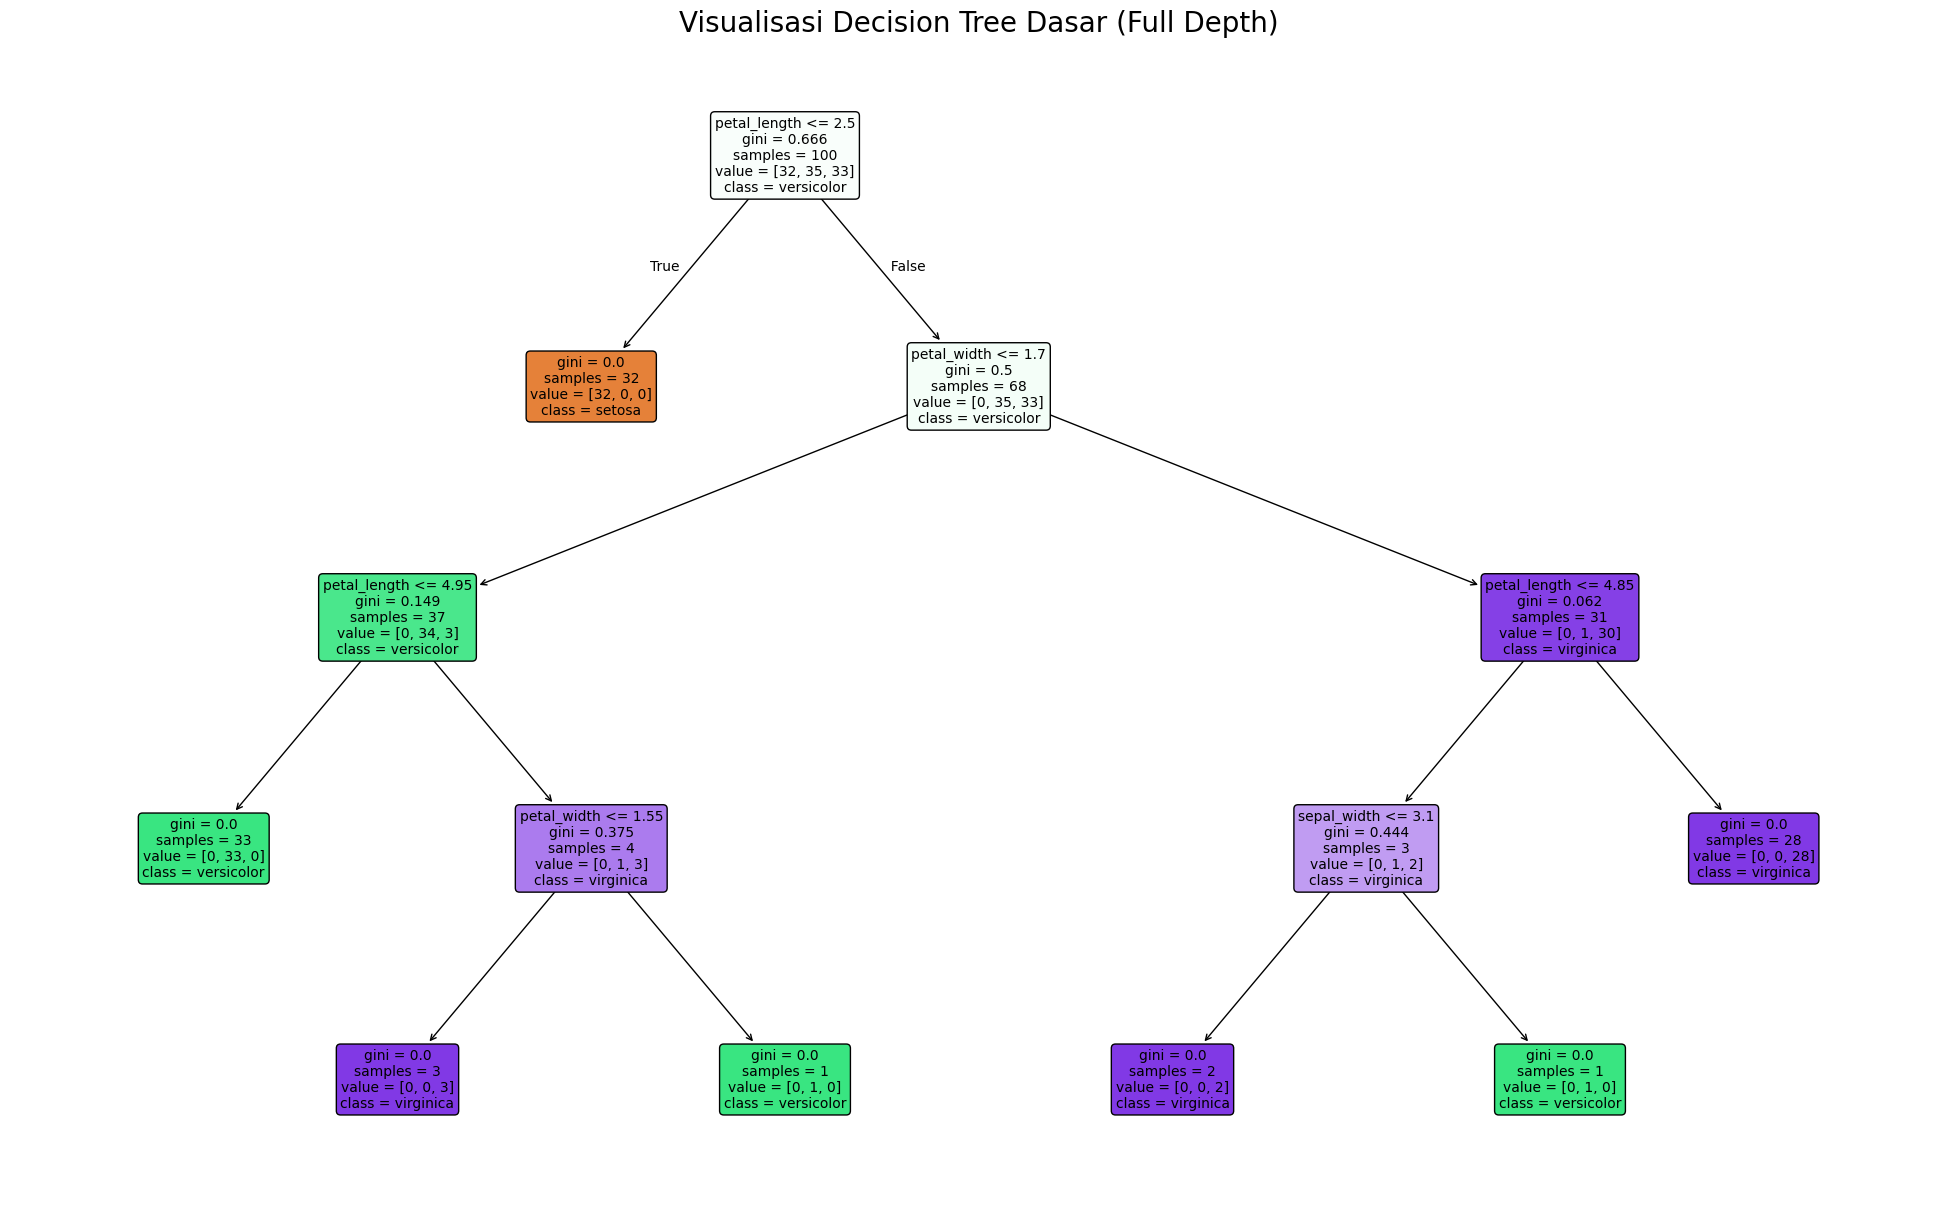 Visualisasi Decision Tree Dasar (Full Depth)
petal_length <= 2.5
gini = 0.666
samples = 100
value = [32, 35, 33]
class = versicolor
True
False
gini = 0.0
samples = 32
value = [32, 0, 0]
class = setosa
petal_width <= 1.7
gini = 0.5
samples = 68
value = [0, 35, 33]
class = versicolor
petal_length <= 4.95
gini = 0.149
samples = 37
value = [0, 34, 3]
class = versicolor
petal_length <= 4.85
gini = 0.062
samples = 31
value = [0, 1, 30]
class = virginica
gini = 0.0
samples = 33
value = [0, 33, 0]
class = versicolor
petal_width <= 1.55
gini = 0.375
samples = 4
value = [0, 1, 3]
class = virginica
sepal_width <= 3.1
gini = 0.444
samples = 3
value = [0, 1, 2]
class = virginica
gini = 0.0
samples = 28
value = [0, 0, 28]
class = virginica
gini = 0.0
samples = 3
value = [0, 0, 3]
class = virginica
gini = 0.0
samples = 1
value = [0, 1, 0]
class = versicolor
gini = 0.0
samples = 2
value = [0, 0, 2]
class = virginica
gini = 0.0
samples = 1
value = [0, 1, 0]
class = versicolor